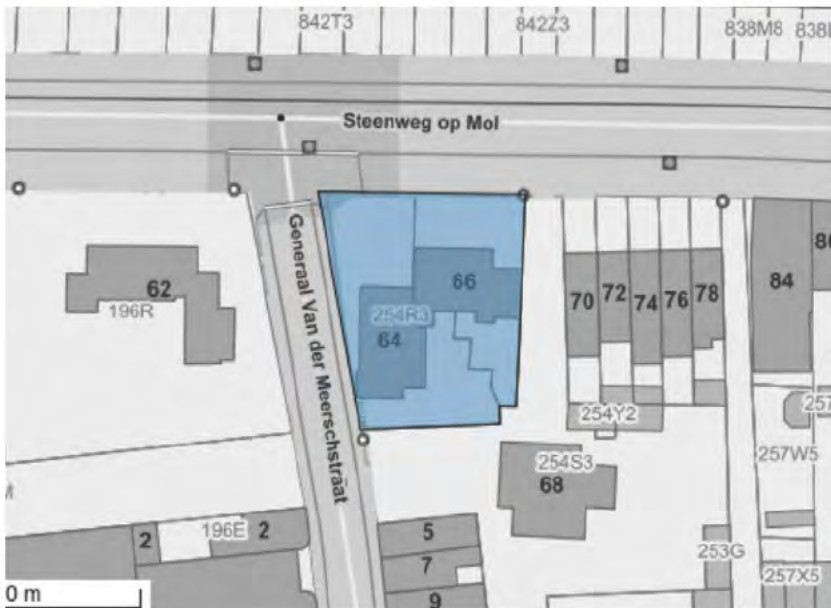 842T3
842Z3
838M8
Steenweg op Mol
Generaal Van der Meerschstraat
62
196R
66
254R3
64
70
72
74
76
78
84
254Y2
254S3
68
257W5
196E
2
2
5
7
9
253G
257X5
0 m